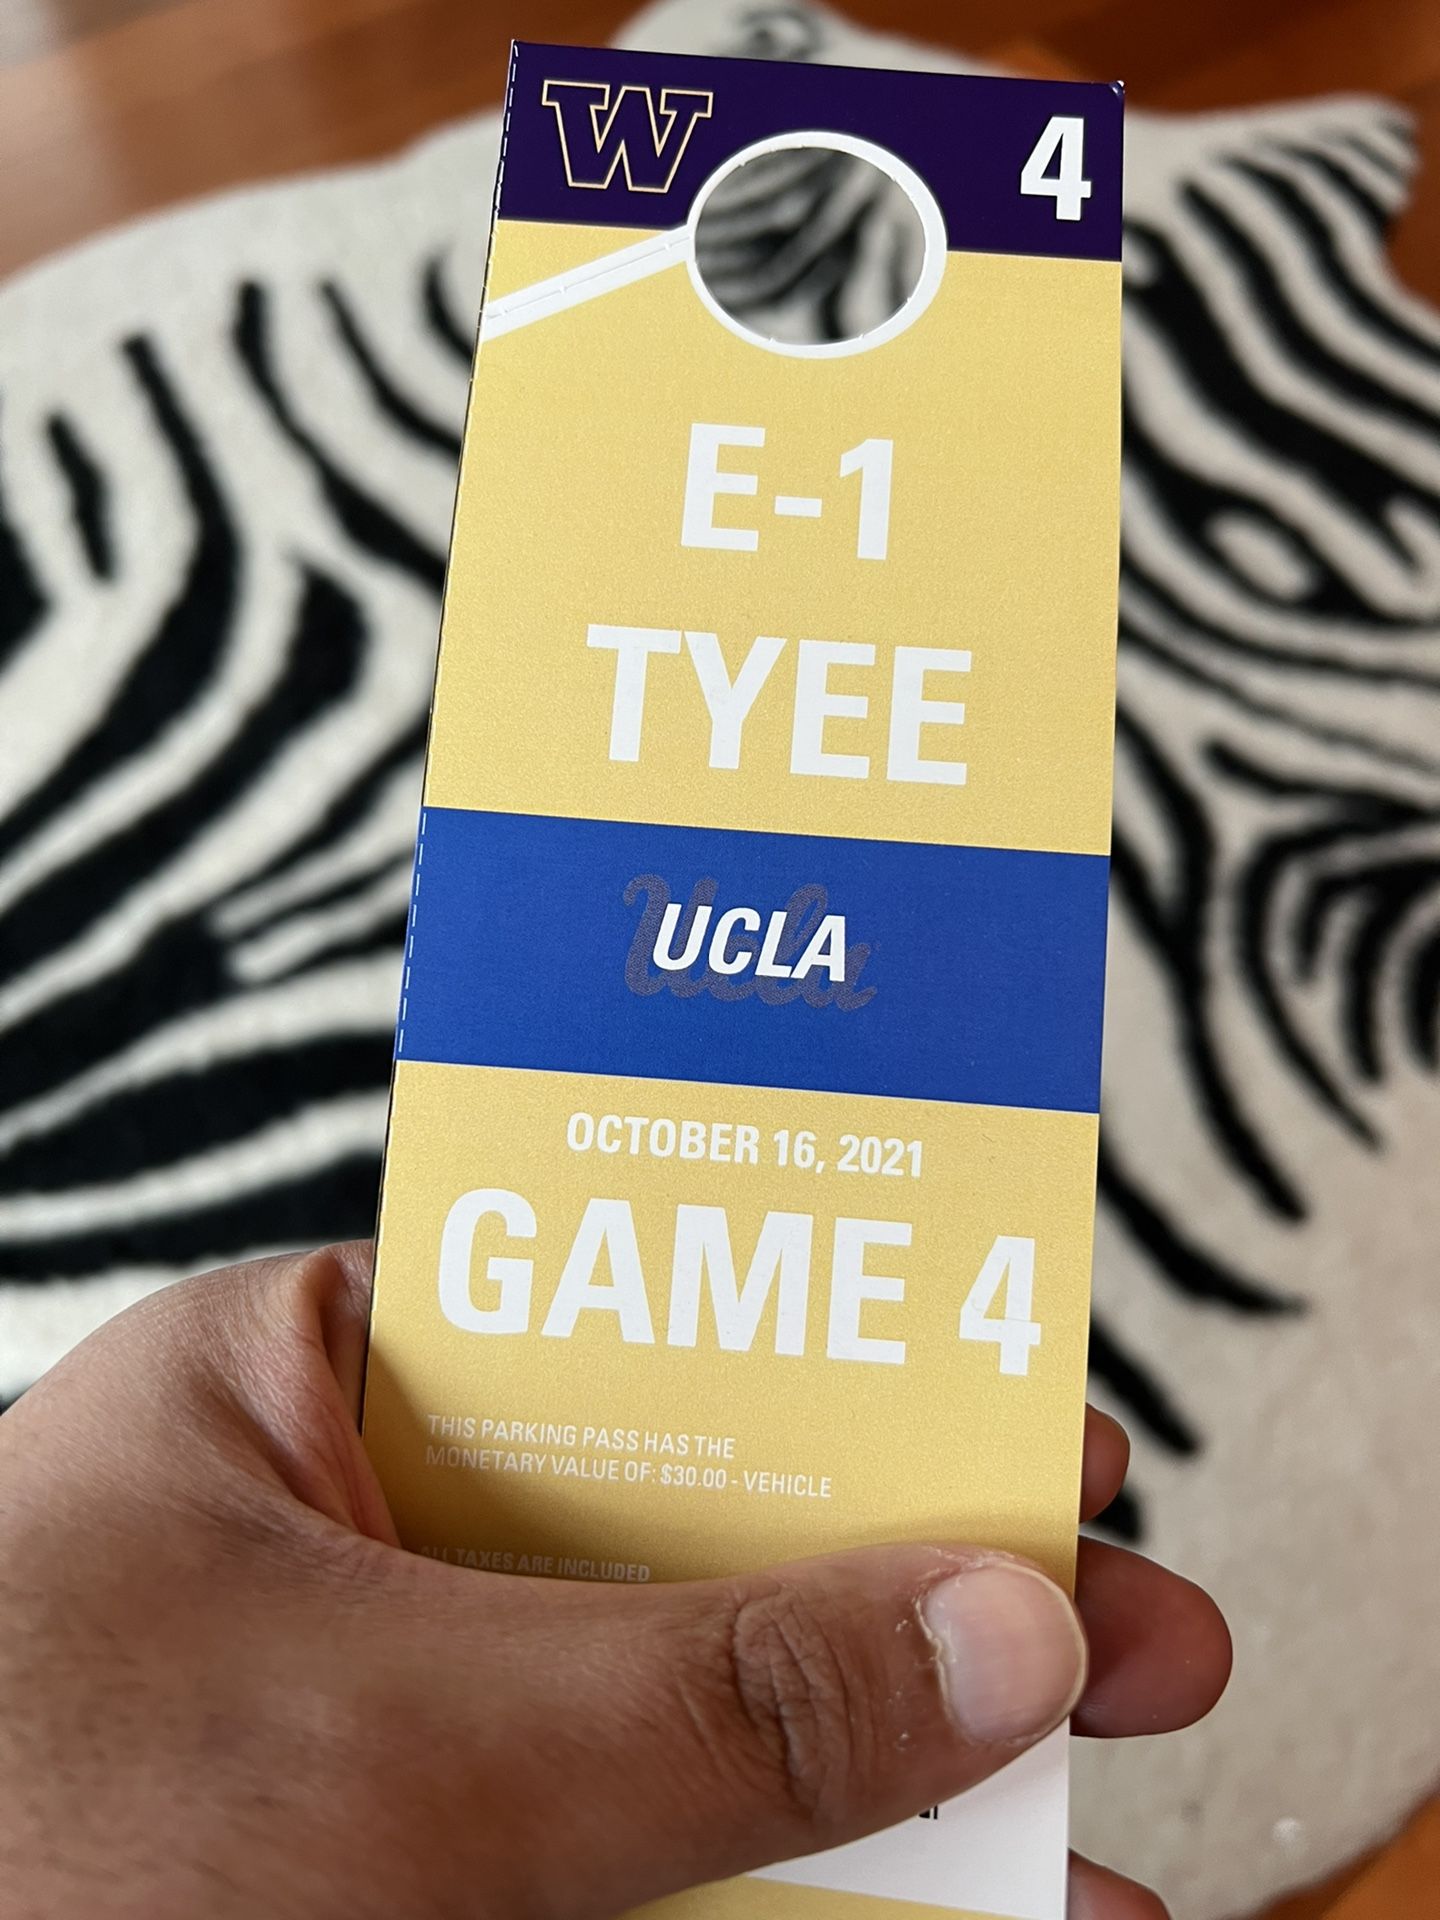 W
4
E-1
TYEE
Ucla
UCLA
OCTOBER 16, 2021
GAME 4
THIS PARKING PASS HAS THE
MONETARY VALUE OF: $30.00 - VEHICLE
ALL TAXES ARE INCLUDED